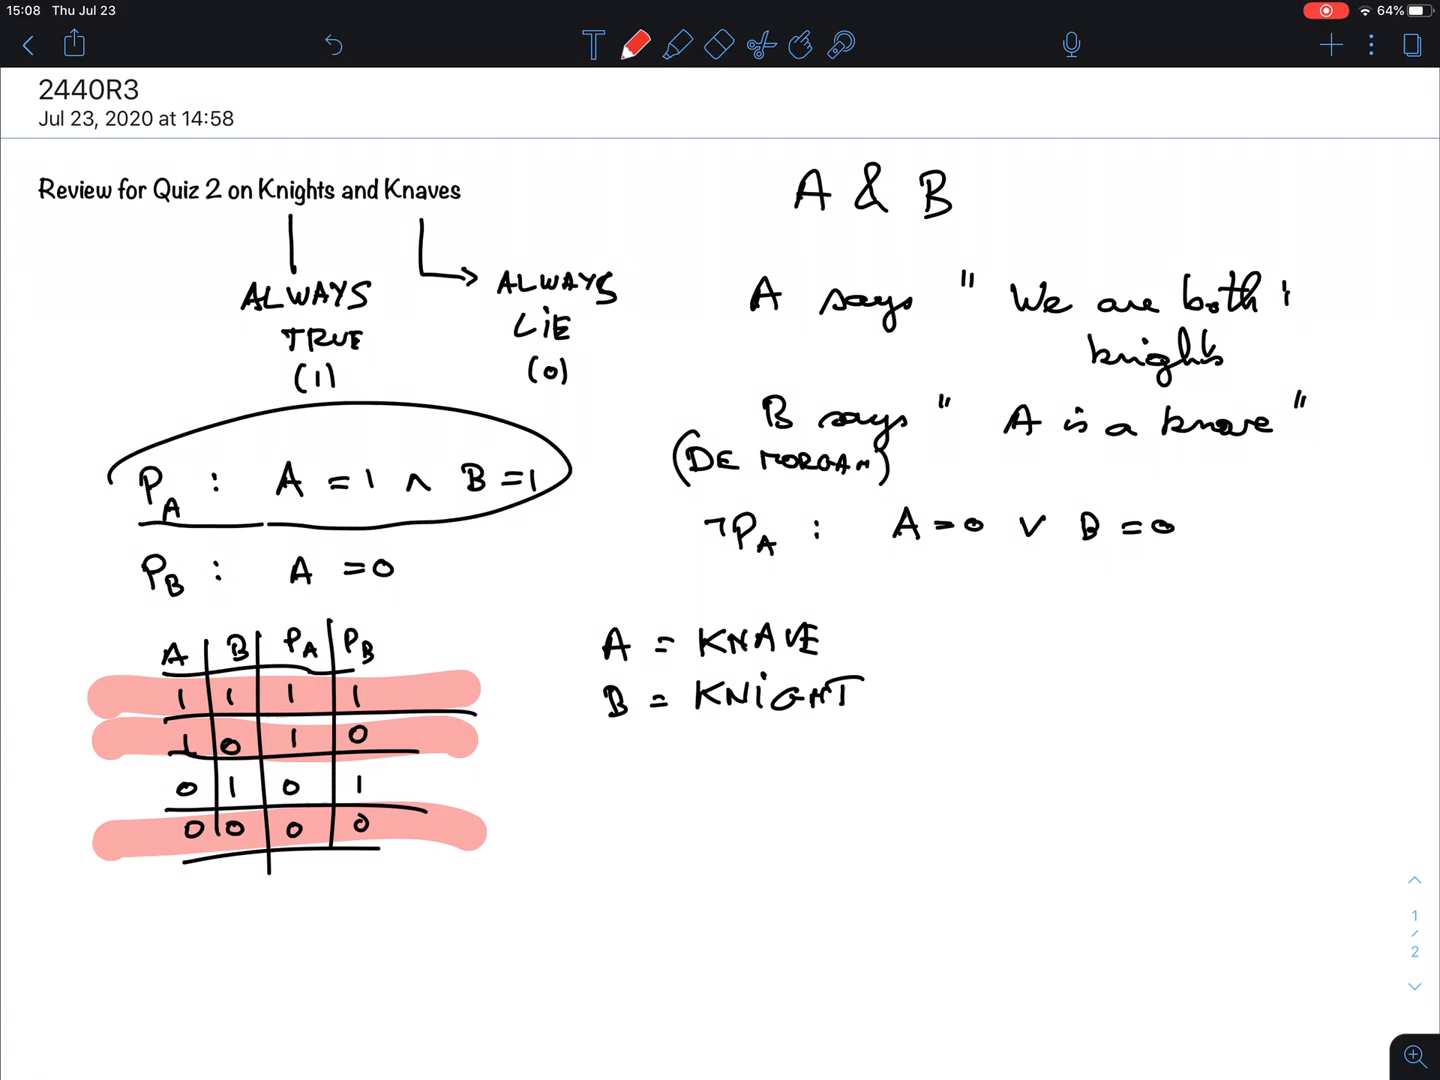 15:08 Thu Jul 23
64%
2440R3
Jul 23, 2020 at 14:58
Review for Quiz 2 on Knights and Knaves
ALWAYS
TRUE
(1)
ALWAYS
LiE
(0)
P_A : A = 1 ∧ B = 1
P_B : A = 0
A B P_A P_B
1 1 1 1
1 0 1 0
0 1 0 1
0 0 0 0
A & B
A says " We are both
knights
B says " A is a knave "
(DE MORGAN)
¬P_A : A = 0 ∨ B = 0
A = KNAVE
B = KNiGHT
1
/
2